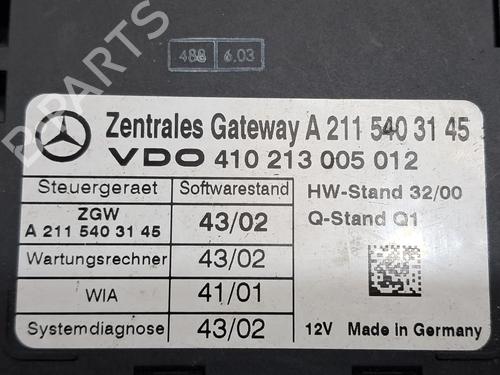 488 6.03
Zentrales Gateway A 211 540 31 45
VDO 410 213 005 012
Steuergeraet Softwarestand
HW-Stand 32/00
ZGW
A 211 540 31 45 43/02
Q-Stand Q1
Wartungsrechner 43/02
WIA 41/01
Systemdiagnose 43/02
12V Made in Germany
B PARTS